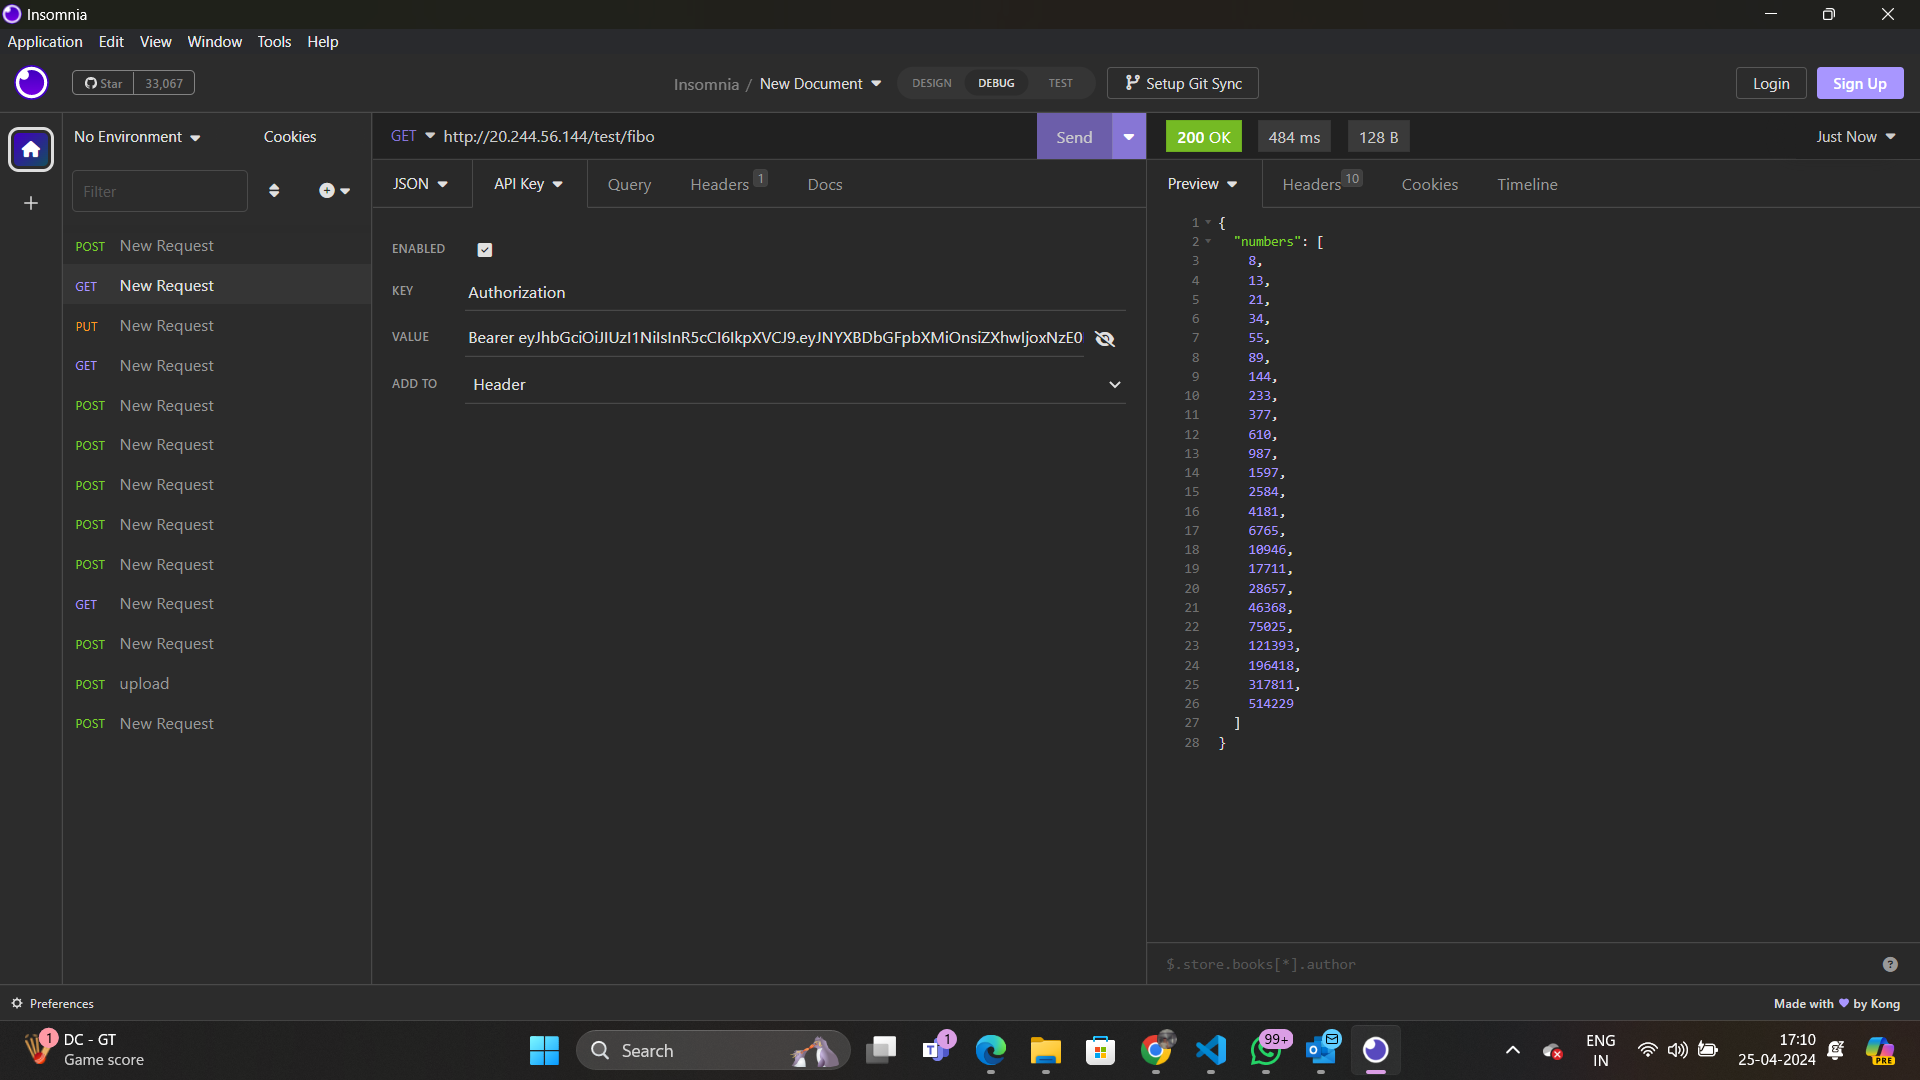 Insomnia
Application Edit View Window Tools Help
Star 33,067
Insomnia / New Document
DESIGN DEBUG TEST
Setup Git Sync
Login
Sign Up
No Environment
Cookies
Filter
POST New Request
GET New Request
PUT New Request
GET New Request
POST New Request
POST New Request
POST New Request
POST New Request
POST New Request
GET New Request
POST New Request
POST upload
POST New Request
GET http://20.244.56.144/test/fibo
Send
JSON API Key Query Headers 1 Docs
ENABLED
KEY Authorization
VALUE Bearer eyJhbGciOiJIUzI1NiIsInR5cCI6IkpXVCJ9.eyJNYXBDbGFpbXMiOnsiZXhwIjoxNzE0
ADD TO Header
200 OK 484 ms 128 B
Just Now
Preview Headers 10 Cookies Timeline
1 {
2 "numbers": [
3 8,
4 13,
5 21,
6 34,
7 55,
8 89,
9 144,
10 233,
11 377,
12 610,
13 987,
14 1597,
15 2584,
16 4181,
17 6765,
18 10946,
19 17711,
20 28657,
21 46368,
22 75025,
23 121393,
24 196418,
25 317811,
26 514229
27 ]
28 }
$.store.books[*].author
?
Preferences
Made with by Kong
1
DC - GT
Game score
Search
1
99+
ENG
IN
17:10
25-04-2024
PRE